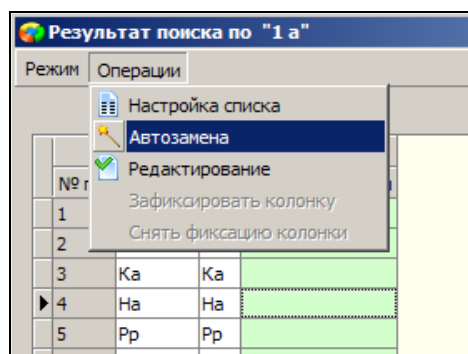 Результат поиска по "1 а"
Режим Операции
Настройка списка
Автозамена
Редактирование
Зафиксировать колонку
Снять фиксацию колонки
№
1
2
3 Ка Ка
4 На На
5 Рр Рр